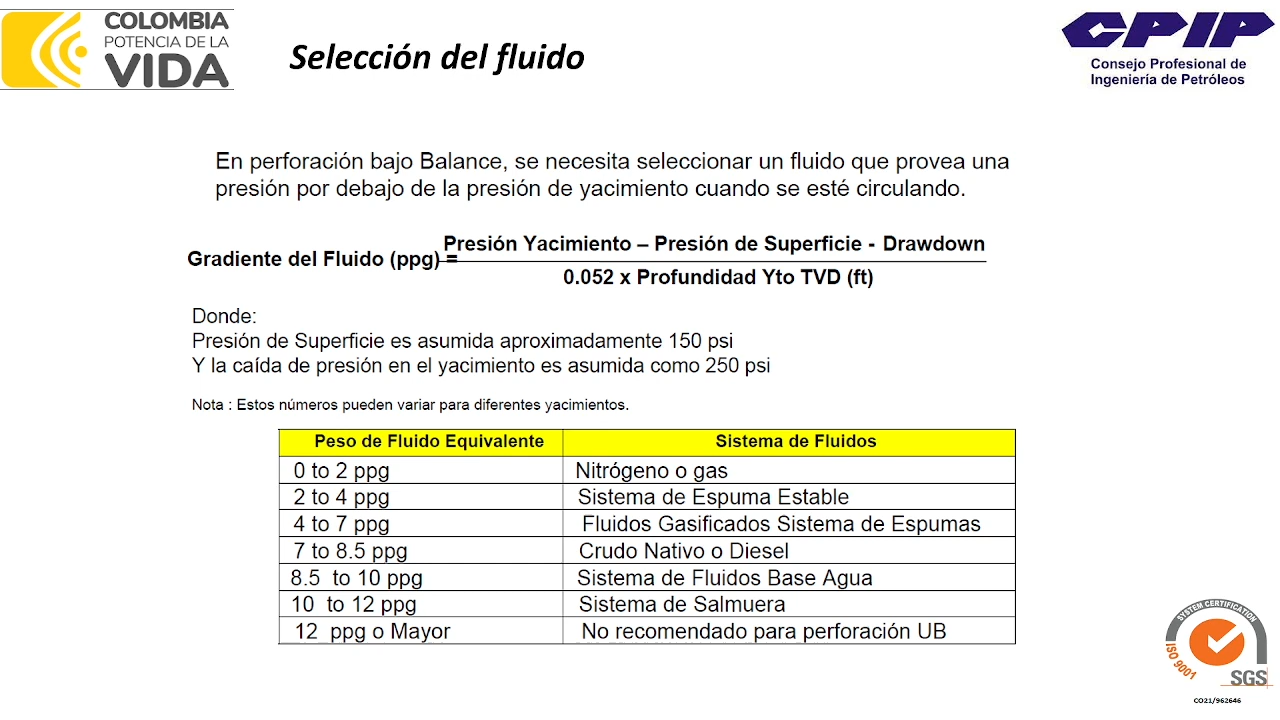 COLOMBIA
POTENCIA DE LA
VIDA
Selección del fluido
CPIP
Consejo Profesional de
Ingeniería de Petróleos
En perforación bajo Balance, se necesita seleccionar un fluido que provea una
presión por debajo de la presión de yacimiento cuando se esté circulando.
Gradiente del Fluido (ppg) =
Presión Yacimiento – Presión de Superficie - Drawdown
0.052 x Profundidad Yto TVD (ft)
Donde:
Presión de Superficie es asumida aproximadamente 150 psi
Y la caída de presión en el yacimiento es asumida como 250 psi
Nota : Estos números pueden variar para diferentes yacimientos.
Peso de Fluido Equivalente Sistema de Fluidos
0 to 2 ppg Nitrógeno o gas
2 to 4 ppg Sistema de Espuma Estable
4 to 7 ppg Fluidos Gasificados Sistema de Espumas
7 to 8.5 ppg Crudo Nativo o Diesel
8.5 to 10 ppg Sistema de Fluidos Base Agua
10 to 12 ppg Sistema de Salmuera
12 ppg o Mayor No recomendado para perforación UB
SYSTEM CERTIFICATION
ISO 9001
SGS
CO21/962646